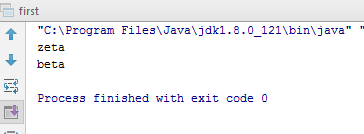 first
"C:\Program Files\Java\jdk1.8.0_121\bin\java" "
zeta
beta
Process finished with exit code 0